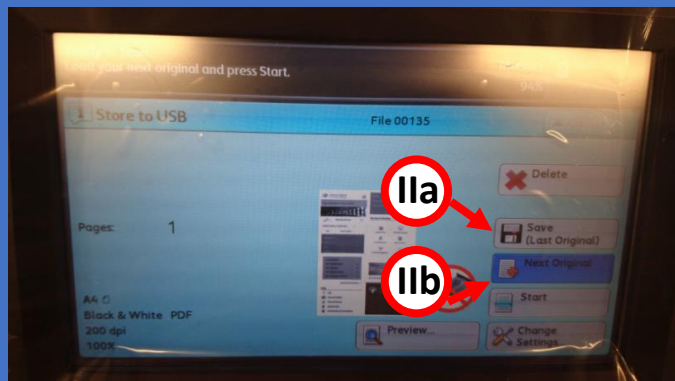 your next original and press Start.
94%
Store to USB
File 00135
IIa
Delete
Pages: 1
Save
(Last Original)
Next Original
IIb
A4
Start
Black & White PDF
200 dpi
100%
Preview...
Change
Settings